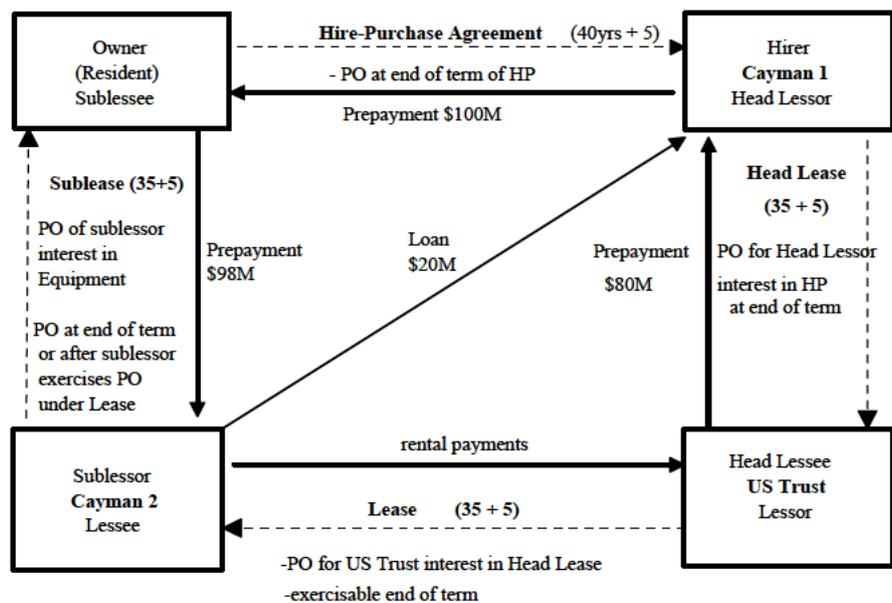 Owner
(Resident)
Sublessee
Hire-Purchase Agreement (40yrs + 5)
- PO at end of term of HP
Prepayment $100M
Hirer
Cayman 1
Head Lessor
Sublease (35+5)
PO of sublessor
interest in
Equipment
PO at end of term
or after sublessor
exercises PO
under Lease
Prepayment
$98M
Loan
$20M
Prepayment
$80M
Head Lease
(35 + 5)
PO for Head Lessor
interest in HP
at end of term
Sublessor
Cayman 2
Lessee
rental payments
Lease (35 + 5)
-PO for US Trust interest in Head Lease
-exercisable end of term
Head Lessee
US Trust
Lessor